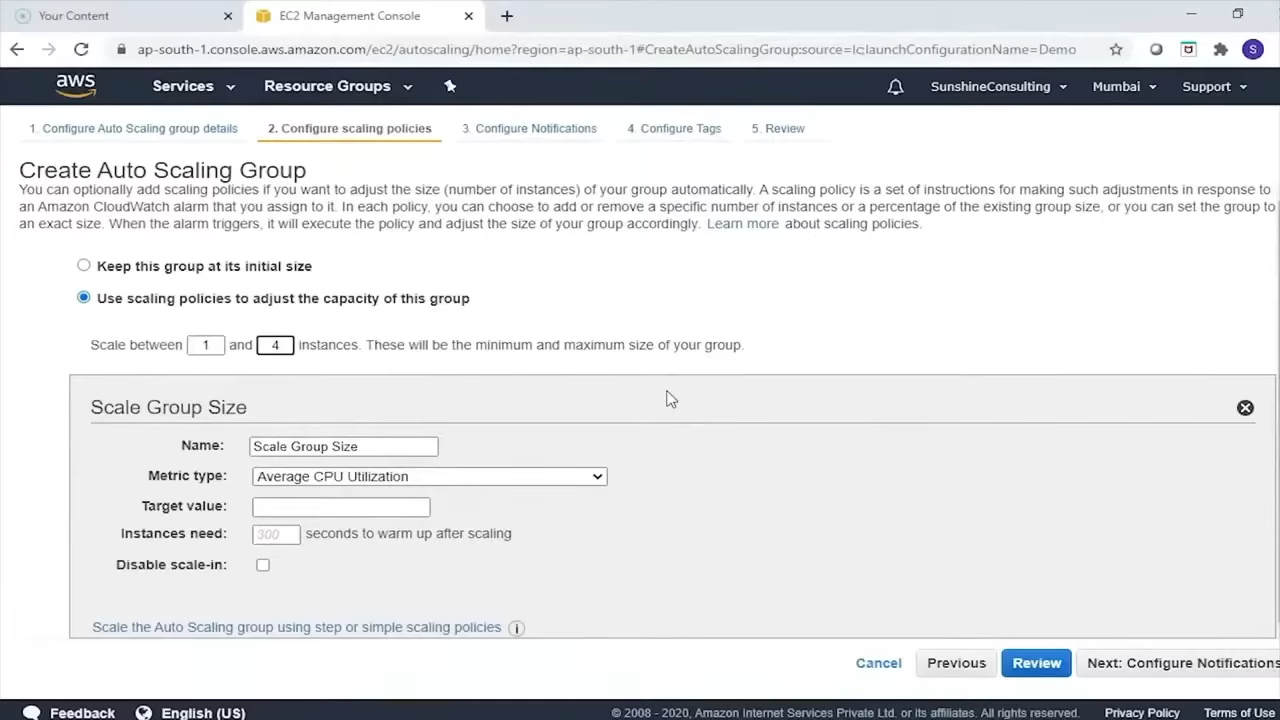 Your Content
EC2 Management Console
ap-south-1.console.aws.amazon.com/ec2/autoscaling/home?region=ap-south-1#CreateAutoScalingGroup:source=lc;launchConfigurationName=Demo
S
aws Services Resource Groups SunshineConsulting Mumbai Support
1. Configure Auto Scaling group details 2. Configure scaling policies 3. Configure Notifications 4. Configure Tags 5. Review
Create Auto Scaling Group
You can optionally add scaling policies if you want to adjust the size (number of instances) of your group automatically. A scaling policy is a set of instructions for making such adjustments in response to
an Amazon CloudWatch alarm that you assign to it. In each policy, you can choose to add or remove a specific number of instances or a percentage of the existing group size, or you can set the group to
an exact size. When the alarm triggers, it will execute the policy and adjust the size of your group accordingly. Learn more about scaling policies.
Keep this group at its initial size
Use scaling policies to adjust the capacity of this group
Scale between 1 and 4 instances. These will be the minimum and maximum size of your group.
Scale Group Size
Name: Scale Group Size
Metric type: Average CPU Utilization
Target value:
Instances need: 300 seconds to warm up after scaling
Disable scale-in:
Scale the Auto Scaling group using step or simple scaling policies i
Cancel Previous Review Next: Configure Notifications
Feedback English (US) © 2008 - 2020, Amazon Internet Services Private Ltd. or its affiliates. All rights reserved. Privacy Policy Terms of Use